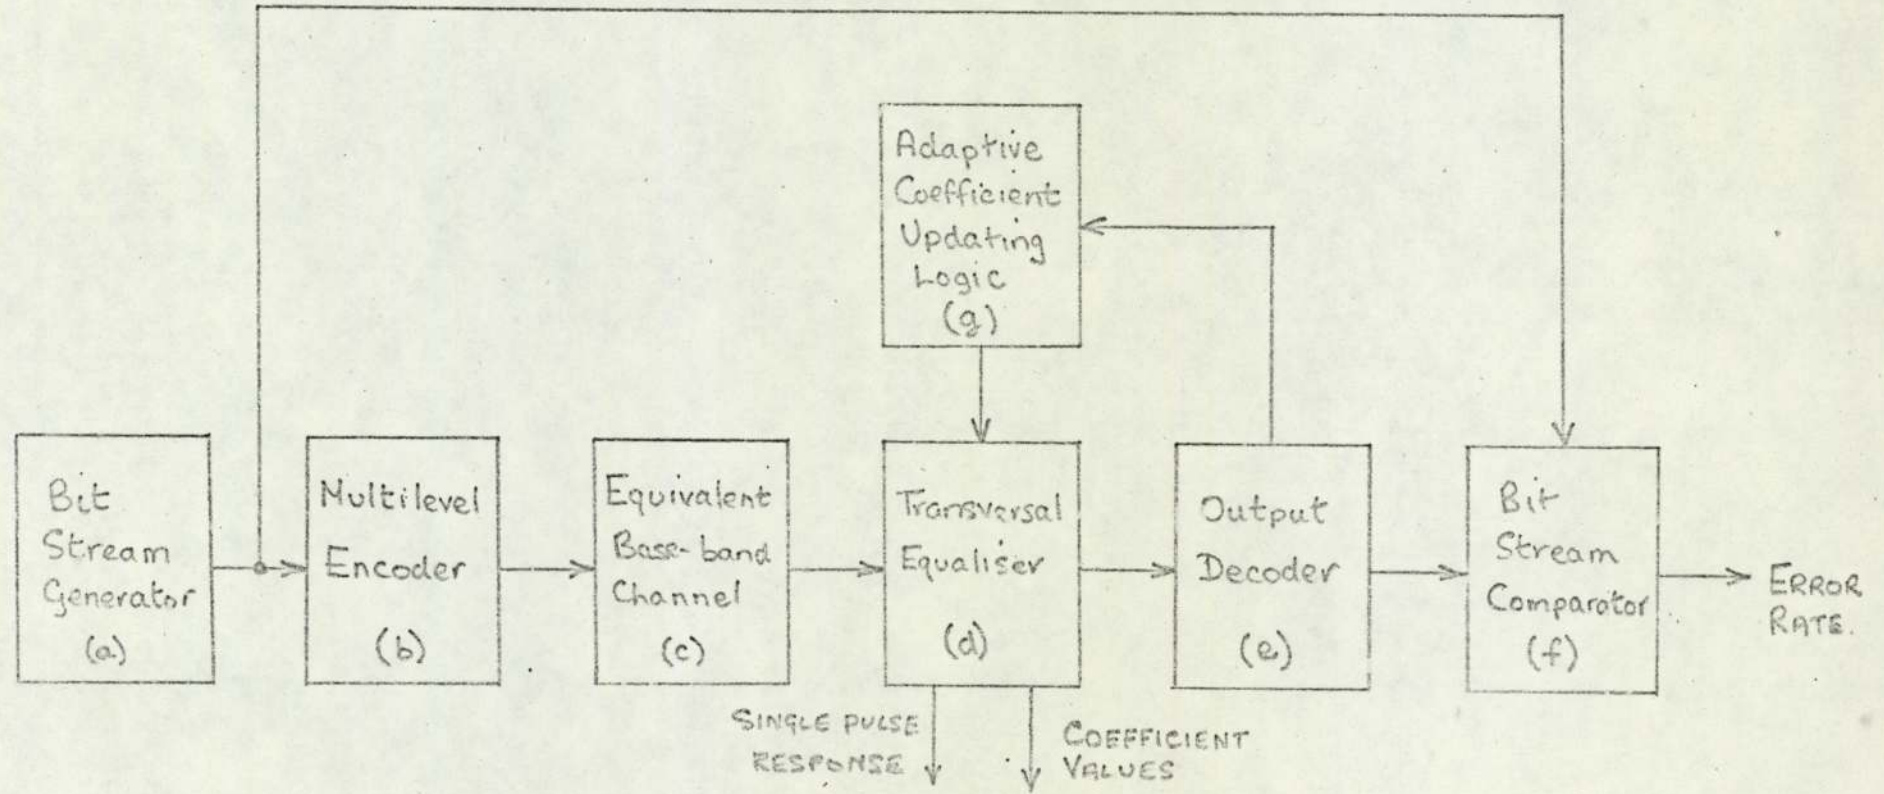 Adaptive
Coefficient
Updating
Logic
(g)
Bit
Stream
Generator
(a)
Multilevel
Encoder
(b)
Equivalent
Base-band
Channel
(c)
Transversal
Equaliser
(d)
Output
Decoder
(e)
Bit
Stream
Comparator
(f)
ERROR
RATE.
SINGLE PULSE
RESPONSE
COEFFICIENT
VALUES